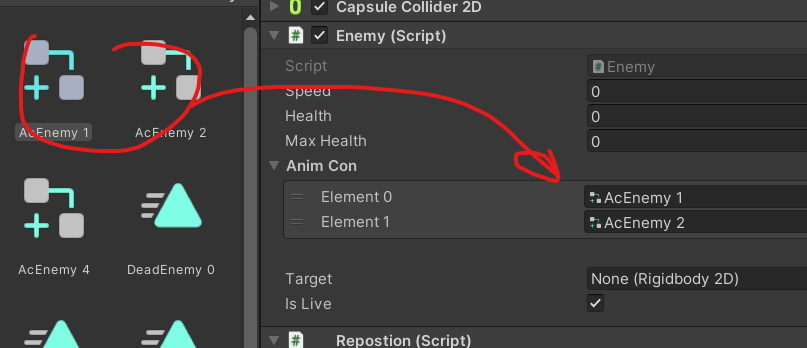 Capsule Collider 2D
Enemy (Script)
Script
Enemy
Speed
0
Health
0
Max Health
0
Anim Con
Element 0
AcEnemy 1
Element 1
AcEnemy 2
Target
None (Rigidbody 2D)
Is Live
Repostion (Script)
AcEnemy 1
AcEnemy 2
AcEnemy 4
DeadEnemy 0